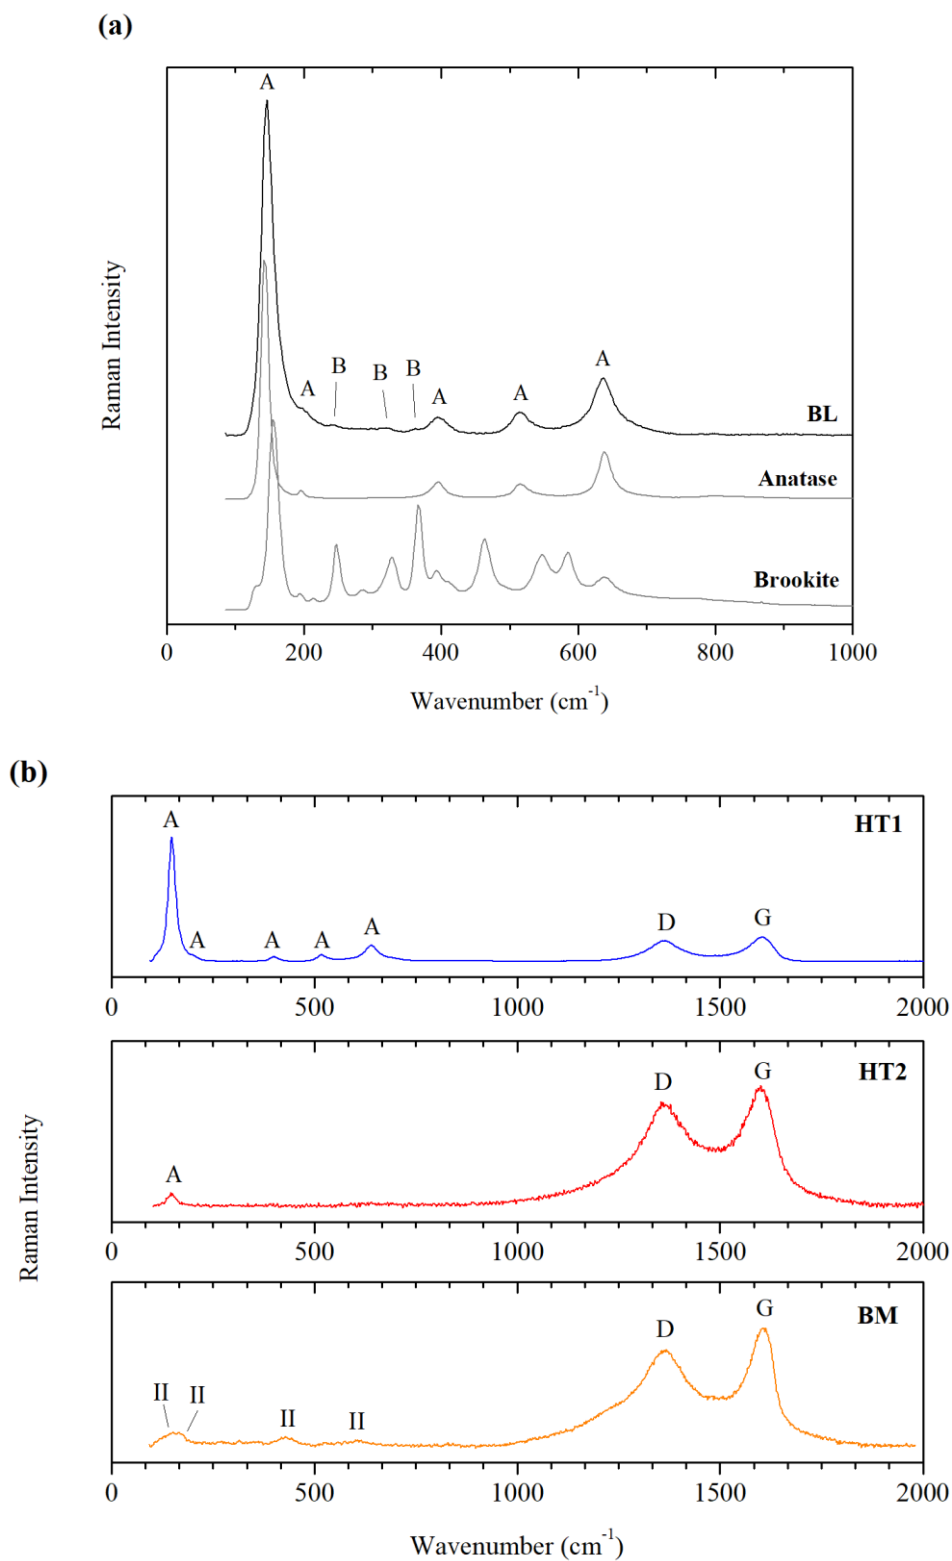 (a)
A
A
B
B
B
A
A
A
BL
Anatase
Brookite
Raman Intensity
0 200 400 600 800 1000
Wavenumber (cm-1)
(b)
HT1
A
A
A
A
A
D
G
0 500 1000 1500 2000
HT2
A
D
G
0 500 1000 1500 2000
Raman Intensity
BM
II
II
II
II
D
G
0 500 1000 1500 2000
Wavenumber (cm-1)